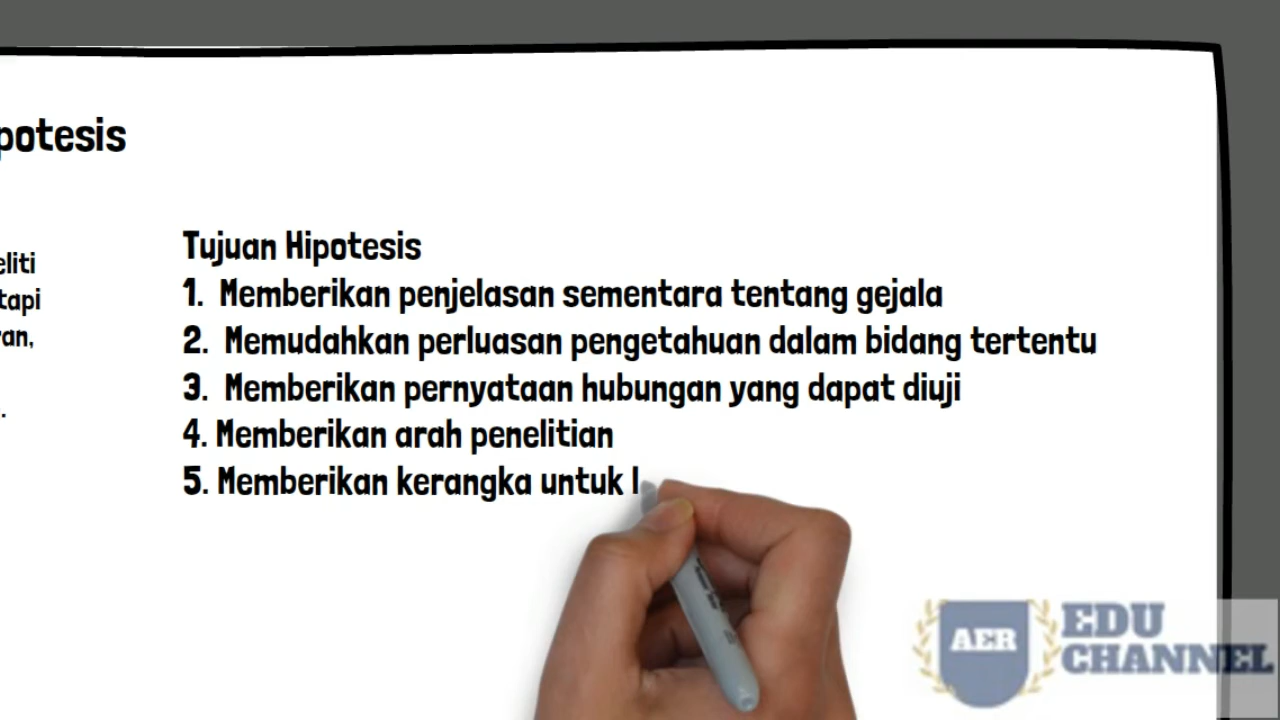 potesis
eliti
tapi
ran,
.
Tujuan Hipotesis
1. Memberikan penjelasan sementara tentang gejala
2. Memudahkan perluasan pengetahuan dalam bidang tertentu
3. Memberikan pernyataan hubungan yang dapat diuji
4. Memberikan arah penelitian
5. Memberikan kerangka untuk
AER
EDU
CHANNEL